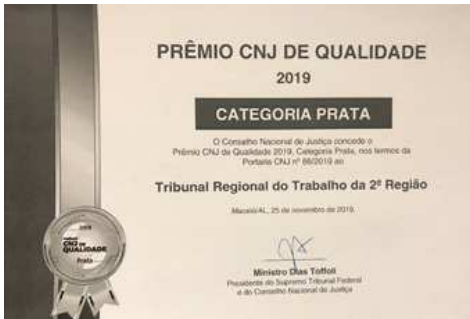 PRÊMIO CNJ DE QUALIDADE
2019
CATEGORIA PRATA
O Conselho Nacional de Justiça concede o
Prêmio CNJ da Qualidade 2019, Categoria Prata, nos termos da
Portaria CNJ nº 88/2019 ao
Tribunal Regional do Trabalho da 2ª Região
Maceió/AL, 25 de novembro de 2019.
Ministro Dias Toffoli
Presidente do Supremo Tribunal Federal
e do Conselho Nacional de Justiça
2019
PRÊMIO
CNJ DE
QUALIDADE
Prata